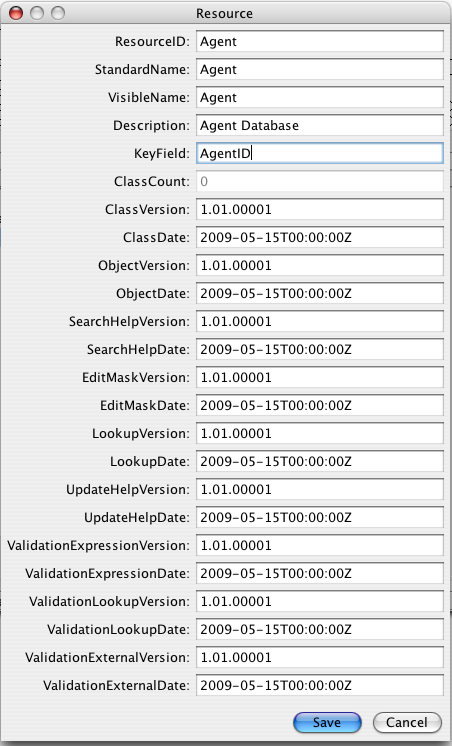 Resource
ResourceID: Agent
StandardName: Agent
VisibleName: Agent
Description: Agent Database
KeyField: AgentID
ClassCount: 0
ClassVersion: 1.01.00001
ClassDate: 2009-05-15T00:00:00Z
ObjectVersion: 1.01.00001
ObjectDate: 2009-05-15T00:00:00Z
SearchHelpVersion: 1.01.00001
SearchHelpDate: 2009-05-15T00:00:00Z
EditMaskVersion: 1.01.00001
EditMaskDate: 2009-05-15T00:00:00Z
LookupVersion: 1.01.00001
LookupDate: 2009-05-15T00:00:00Z
UpdateHelpVersion: 1.01.00001
UpdateHelpDate: 2009-05-15T00:00:00Z
ValidationExpressionVersion: 1.01.00001
ValidationExpressionDate: 2009-05-15T00:00:00Z
ValidationLookupVersion: 1.01.00001
ValidationLookupDate: 2009-05-15T00:00:00Z
ValidationExternalVersion: 1.01.00001
ValidationExternalDate: 2009-05-15T00:00:00Z
Save Cancel